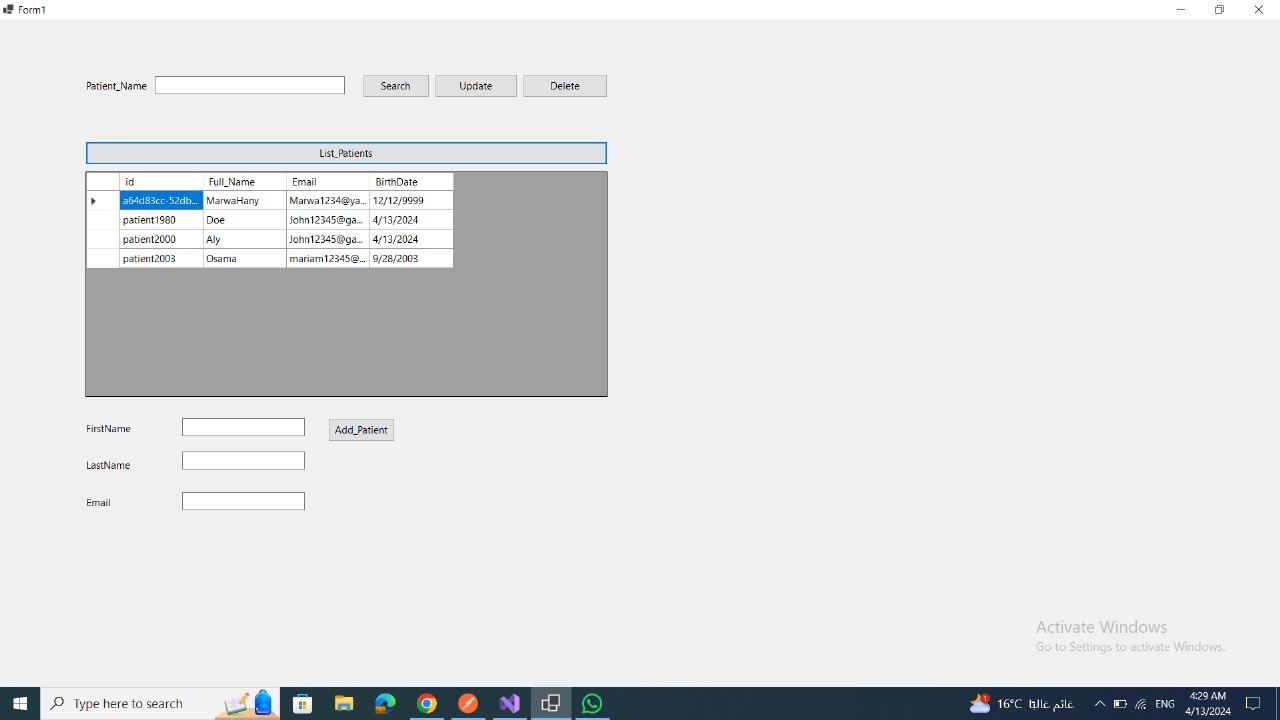 Form1
Patient_Name
Search
Update
Delete
List_Patients
id Full_Name Email BirthDate
a64d83cc-52db... MarwaHany Marwa1234@ya... 12/12/9999
patient1980 Doe John12345@ga... 4/13/2024
patient2000 Aly John12345@ga... 4/13/2024
patient2003 Osama mariam12345@... 9/28/2003
FirstName
Add_Patient
LastName
Email
Activate Windows
Go to Settings to activate Windows.
Type here to search
1
16°C غائم غالبا
ENG
4:29 AM
4/13/2024